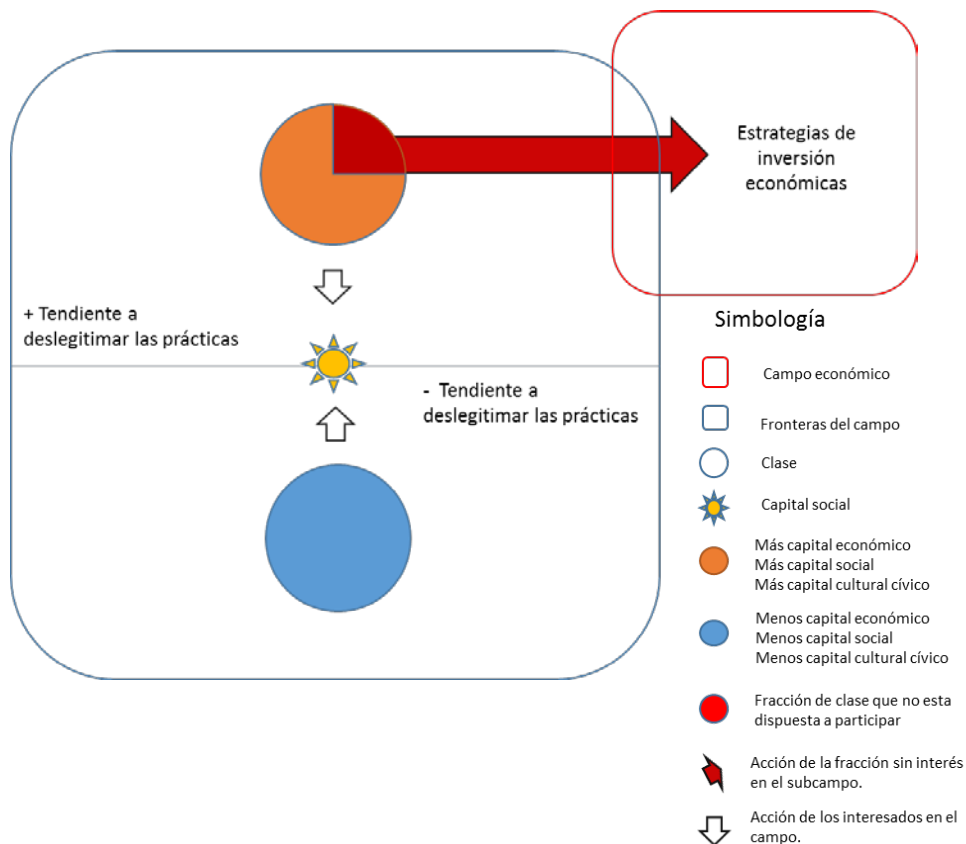 Estrategias de
inversión
económicas
+ Tendiente a
deslegitimar las prácticas
- Tendiente a
deslegitimar las prácticas
Simbología
Campo económico
Fronteras del campo
Clase
Capital social
Más capital económico
Más capital social
Más capital cultural cívico
Menos capital económico
Menos capital social
Menos capital cultural cívico
Fracción de clase que no esta
dispuesta a participar
Acción de la fracción sin interés
en el subcampo.
Acción de los interesados en el
campo.